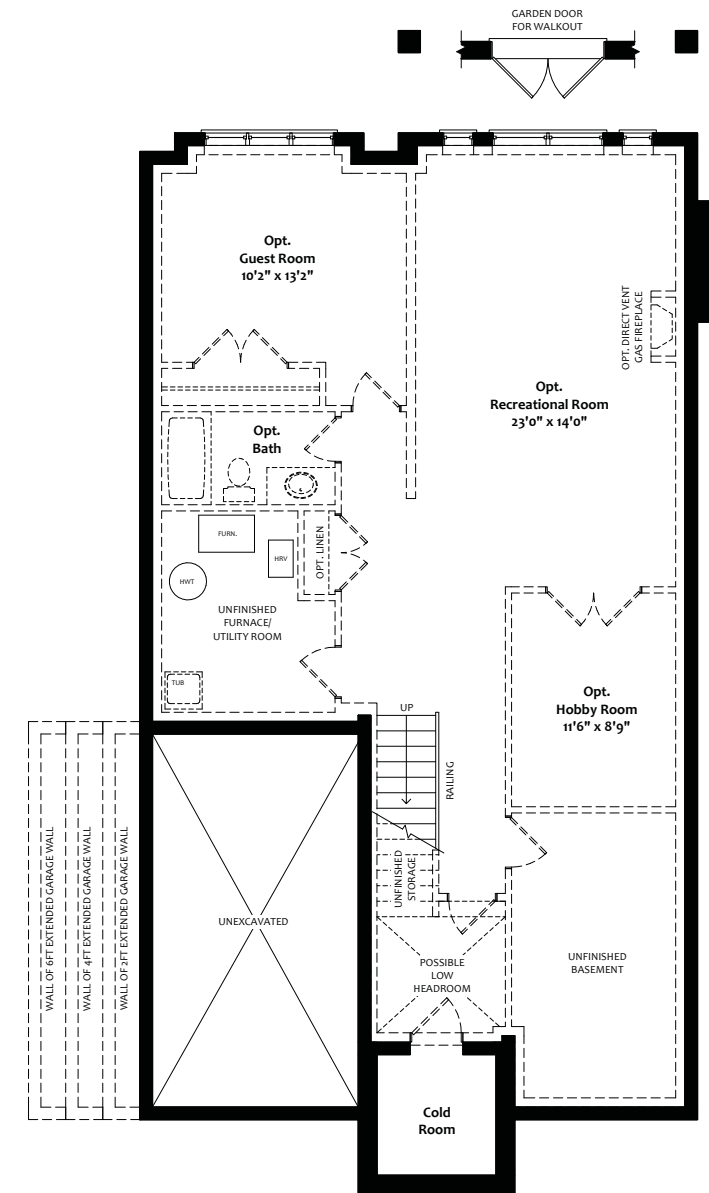 GARDEN DOOR
FOR WALKOUT
Opt.
Guest Room
10'2" x 13'2"
OPT. DIRECT VENT
GAS FIREPLACE
Opt.
Recreational Room
23'0" x 14'0"
Opt.
Bath
FURN.
HRV
OPT. LINEN
HWT
UNFINISHED
FURNACE/
UTILITY ROOM
TUB
Opt.
Hobby Room
11'6" x 8'9"
UP
RAILING
UNFINISHED
STORAGE
WALL OF 6FT EXTENDED GARAGE WALL
WALL OF 4FT EXTENDED GARAGE WALL
WALL OF 2FT EXTENDED GARAGE WALL
UNEXCAVATED
POSSIBLE
LOW
HEADROOM
UNFINISHED
BASEMENT
Cold
Room